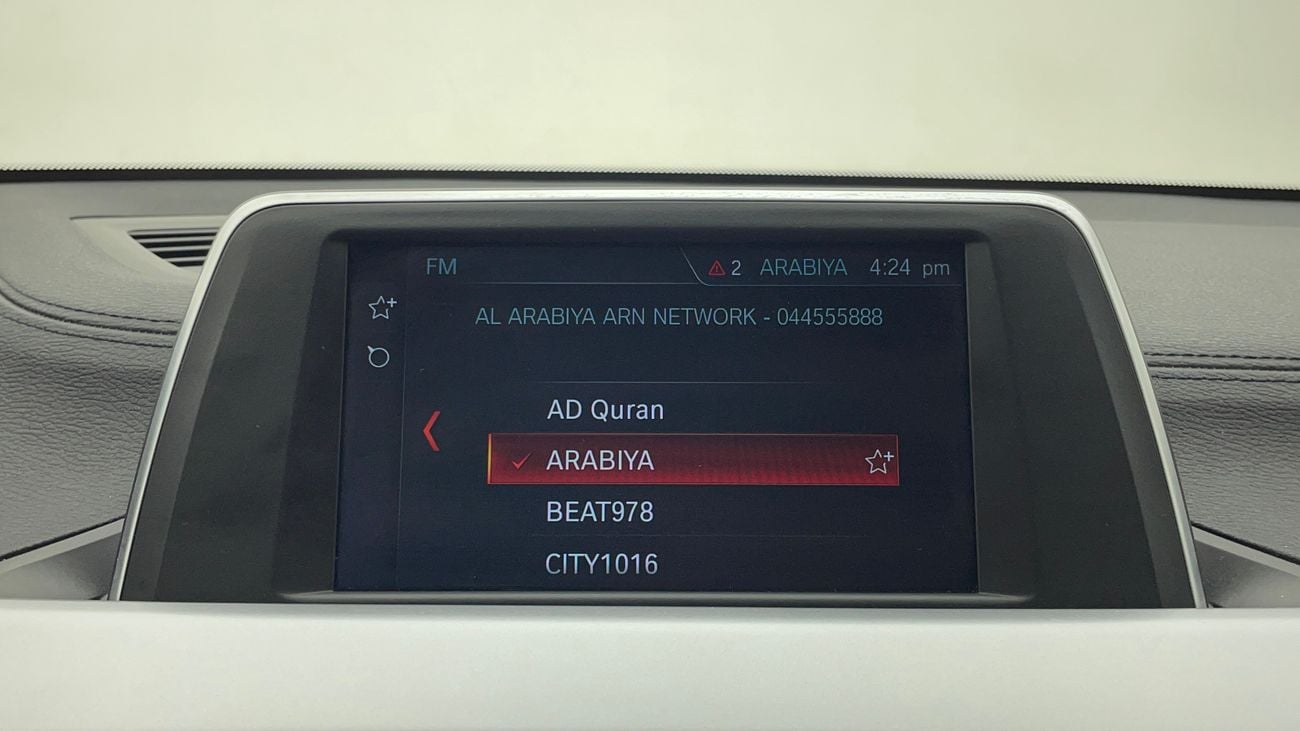 FM 2 ARABIYA 4:24 pm
AL ARABIYA ARN NETWORK - 044555888
AD Quran
ARABIYA
BEAT978
CITY1016